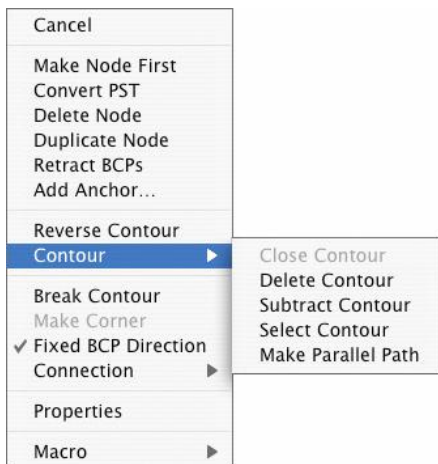 Cancel
Make Node First
Convert PST
Delete Node
Duplicate Node
Retract BCPs
Add Anchor...
Reverse Contour
Contour
Break Contour
Make Corner
Fixed BCP Direction
Connection
Properties
Macro
Close Contour
Delete Contour
Subtract Contour
Select Contour
Make Parallel Path